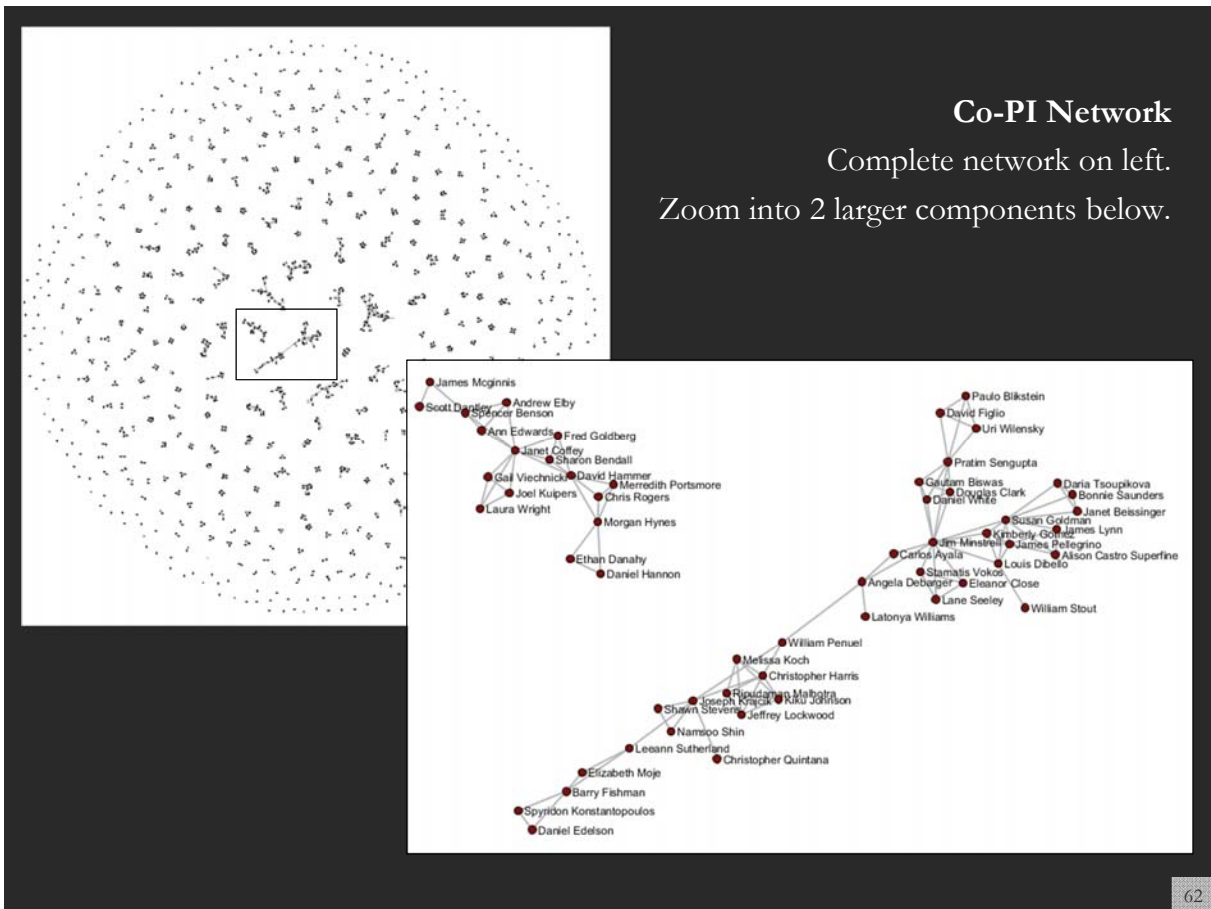 Co-PI Network
Complete network on left.
Zoom into 2 larger components below.
James Mcginnis
Scott Dantley
Andrew Elby
Spencer Benson
Ann Edwards
Fred Goldberg
Janet Coffey
Sharon Bendall
Gail Viechnicki
David Hammer
Merredith Portsmore
Joel Kuipers
Chris Rogers
Laura Wright
Morgan Hynes
Ethan Danahy
Daniel Hannon
Paulo Blikstein
David Figlio
Uri Wilensky
Pratim Sengupta
Gautam Biswas
Douglas Clark
Daniel White
Daria Tsoupikova
Bonnie Saunders
Janet Beissinger
Susan Goldman
James Lynn
Kimberly Gomez
Jim Minstrell
James Pellegrino
Carlos Ayala
Alison Castro Superfine
Louis Dibello
Stamatis Vokos
Angela Debarger
Eleanor Close
Lane Seeley
William Stout
Latonya Williams
William Penuel
Melissa Koch
Christopher Harris
Ripudaman Malhotra
Joseph Krajcik
Kiku Johnson
Shawn Stevens
Jeffrey Lockwood
Namsoo Shin
Leeann Sutherland
Christopher Quintana
Elizabeth Moje
Barry Fishman
Spyridon Konstantopoulos
Daniel Edelson
62